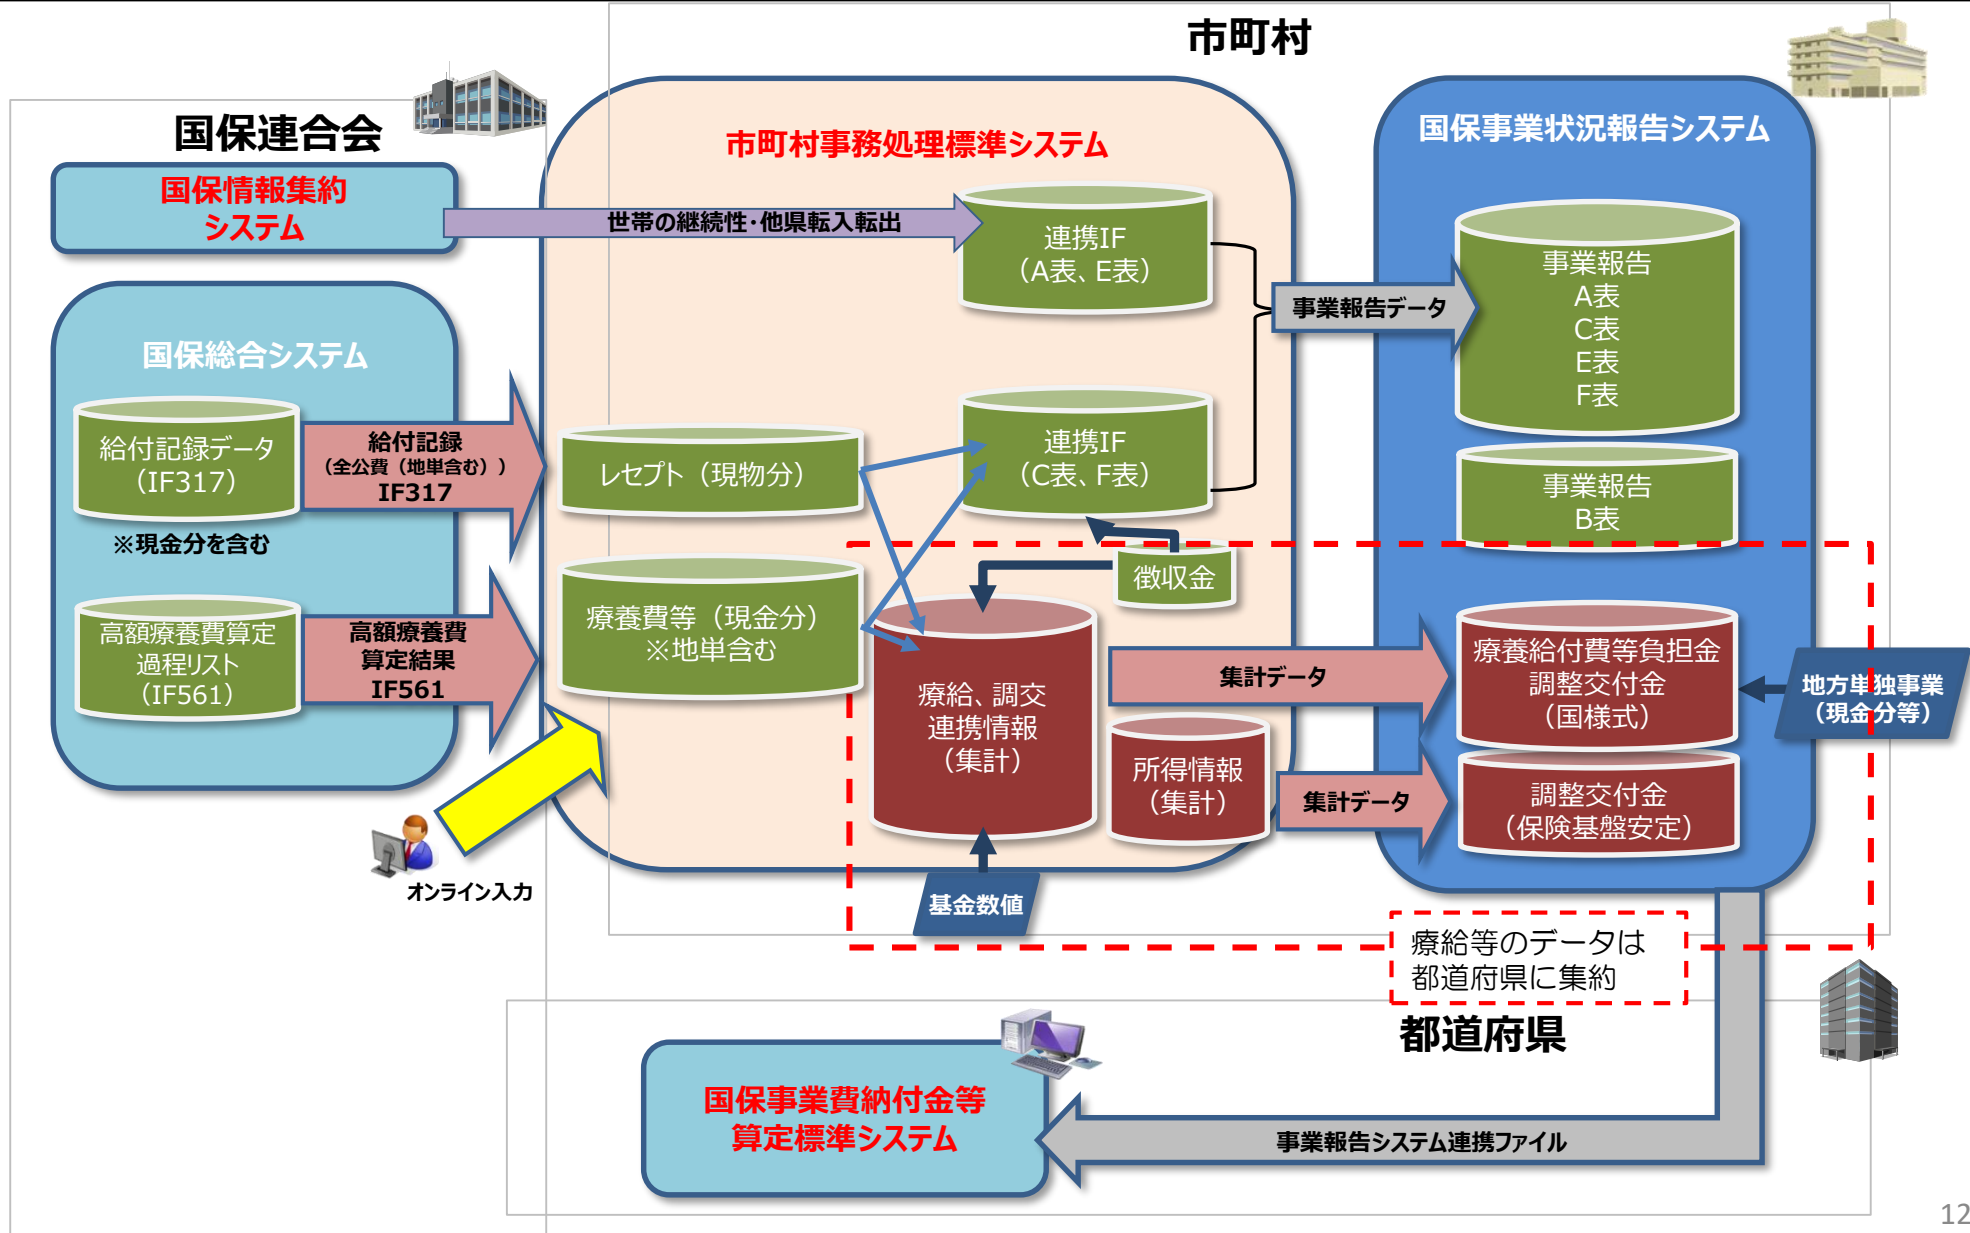 市町村
国保連合会
国保情報集約
システム
世帯の継続性・他県転入転出
国保総合システム
給付記録データ
（IF317）
※現金分を含む
給付記録
（全公費（地単含む））
IF317
高額療養費算定
過程リスト
（IF561）
高額療養費
算定結果
IF561
オンライン入力
市町村事務処理標準システム
連携IF
（A表、E表）
レセプト（現物分）
連携IF
（C表、F表）
療養費等（現金分）
※地単含む
徴収金
療給、調交
連携情報
（集計）
所得情報
（集計）
基金数値
事業報告データ
集計データ
集計データ
国保事業状況報告システム
事業報告
A表
C表
E表
F表
事業報告
B表
療養給付費等負担金
調整交付金
（国様式）
調整交付金
（保険基盤安定）
地方単独事業
（現金分等）
療給等のデータは
都道府県に集約
都道府県
国保事業費納付金等
算定標準システム
事業報告システム連携ファイル
12